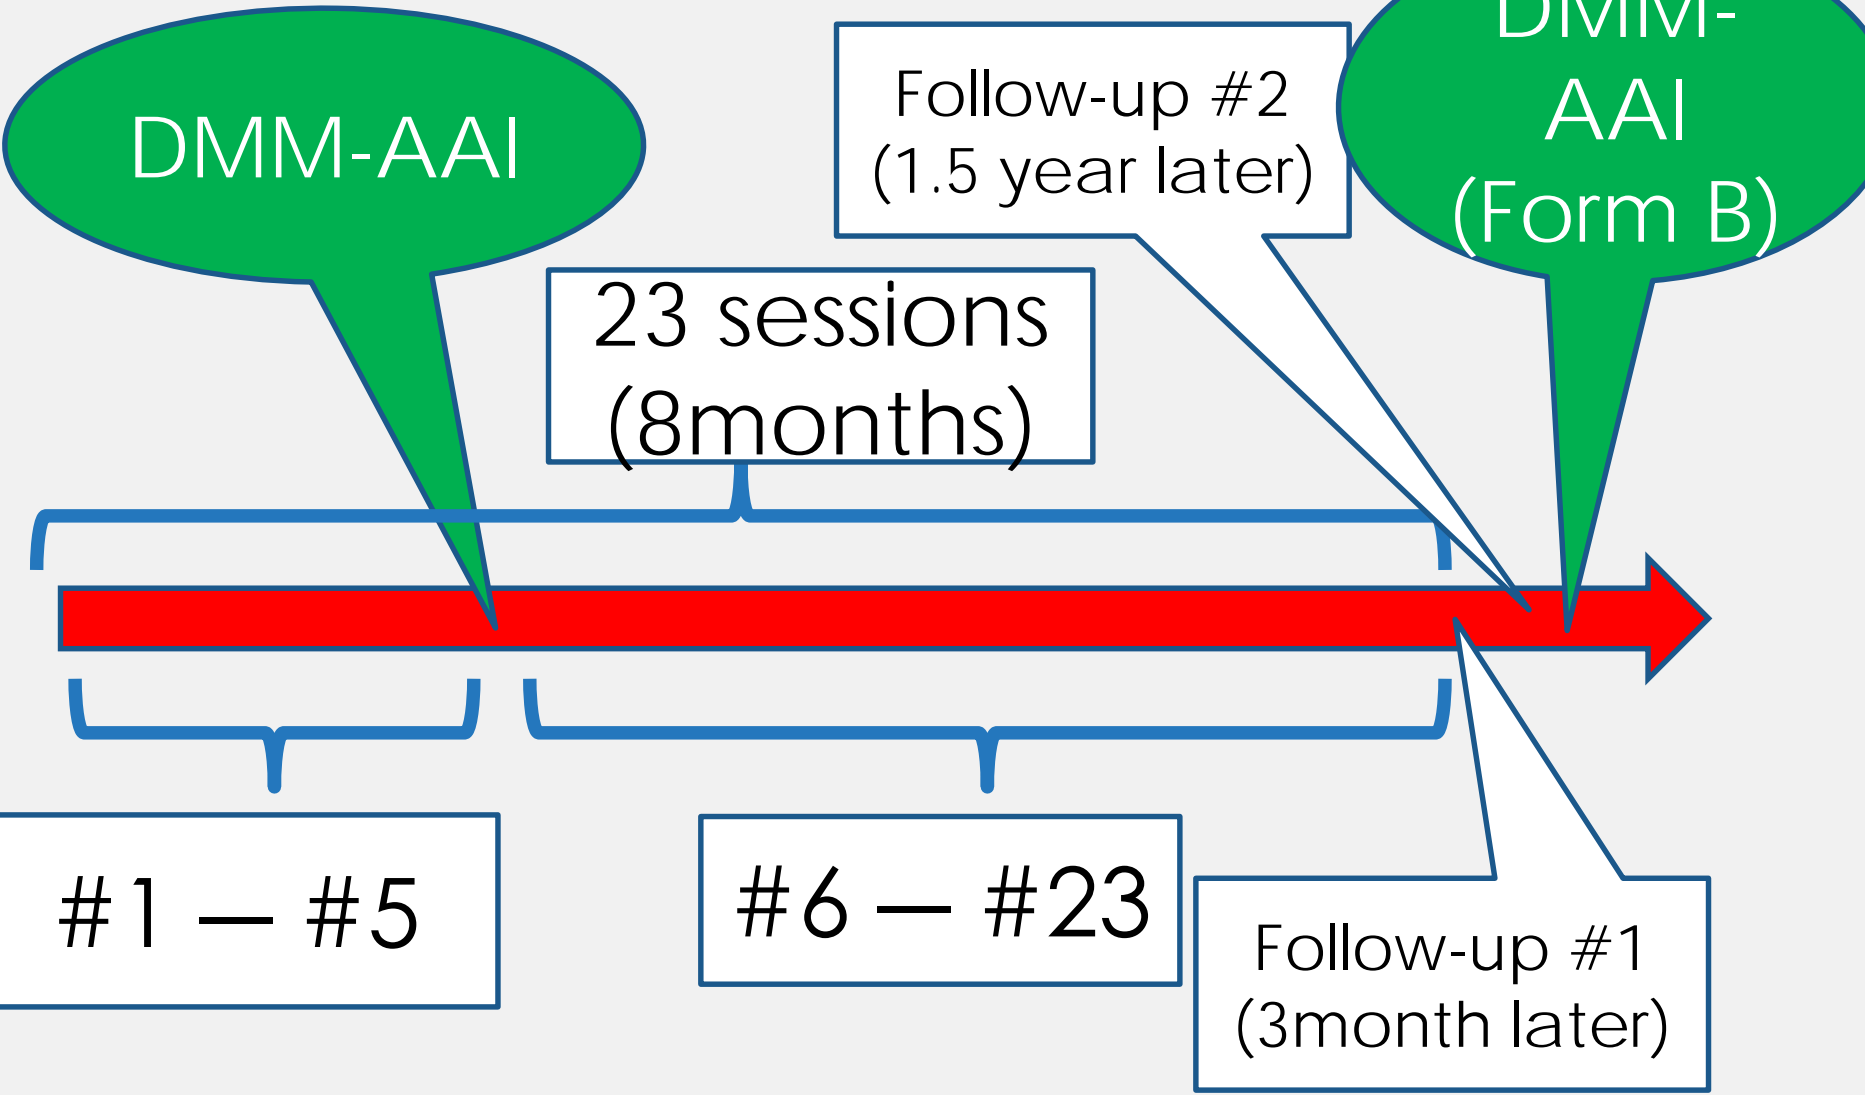 DMM-AAI
Follow-up #2
(1.5 year later)
DMM-
AAI
(Form B)
23 sessions
(8months)
#1 — #5
#6 — #23
Follow-up #1
(3month later)